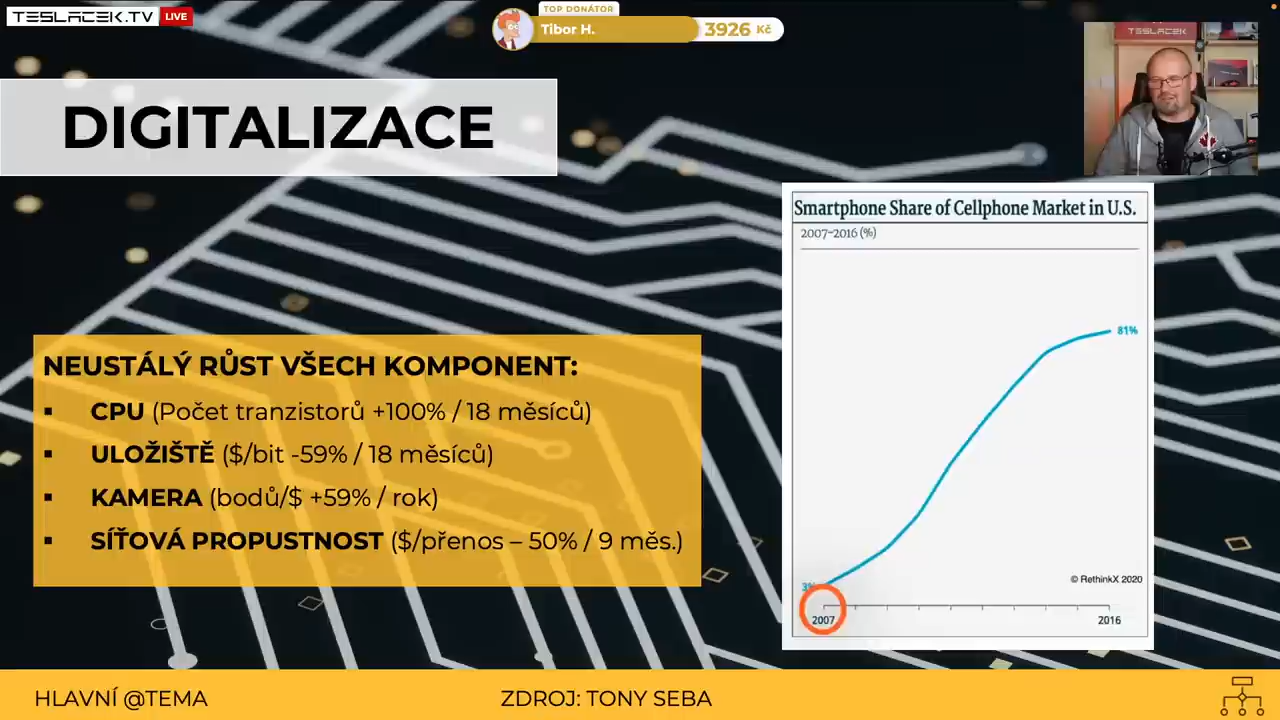 TESLACEK.TV LIVE
TOP DONÁTOR
Tibor H. 3926 Kč
TESLACEK
DIGITALIZACE
Smartphone Share of Cellphone Market in U.S.
2007-2016 (%)
81%
NEUSTÁLÝ RŮST VŠECH KOMPONENT:
▪ CPU (Počet tranzistorů +100% / 18 měsíců)
▪ ULOŽIŠTĚ ($/bit -59% / 18 měsíců)
▪ KAMERA (bodů/$ +59% / rok)
▪ SÍŤOVÁ PROPUSTNOST ($/přenos – 50% / 9 měs.)
© RethinkX 2020
3%
2007 2016
HLAVNÍ @TEMA ZDROJ: TONY SEBA